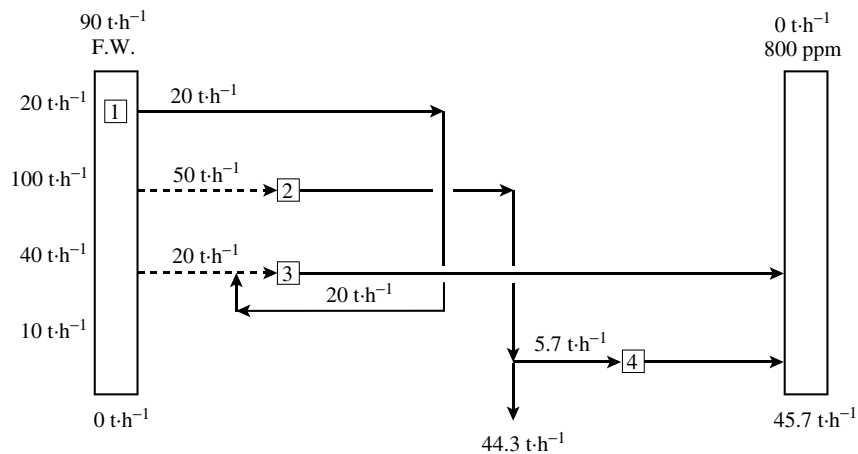 90 t·h⁻¹
F.W.
0 t·h⁻¹
800 ppm
20 t·h⁻¹
1
20 t·h⁻¹
100 t·h⁻¹
50 t·h⁻¹
2
40 t·h⁻¹
20 t·h⁻¹
3
20 t·h⁻¹
10 t·h⁻¹
5.7 t·h⁻¹
4
0 t·h⁻¹
44.3 t·h⁻¹
45.7 t·h⁻¹